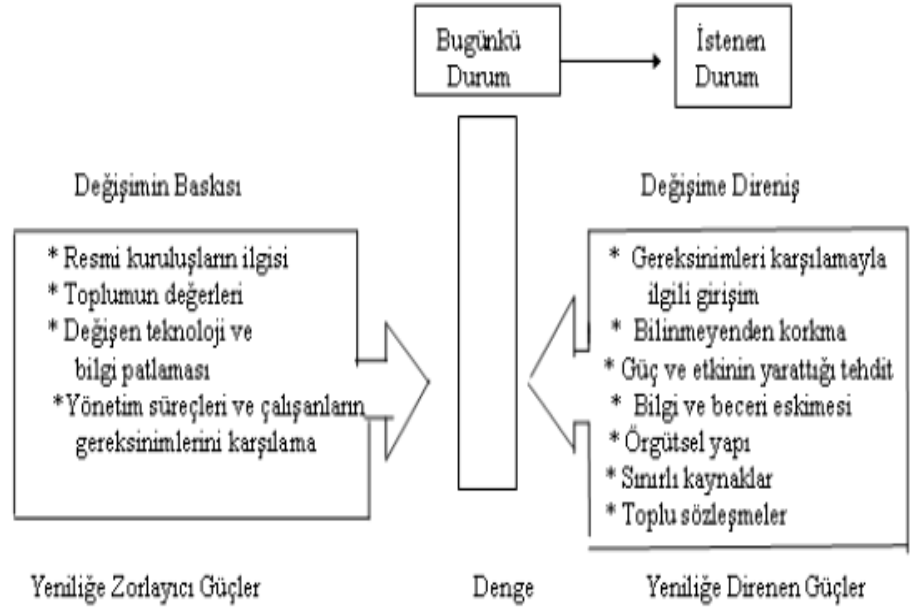 Bugünkü
Durum
İstenen
Durum
Değişimin Baskısı
* Resmi kuruluşların ilgisi
* Toplumun değerleri
* Değişen teknoloji ve
bilgi patlaması
*Yönetim süreçleri ve çalışanların
gereksinimlerini karşılama
Değişime Direniş
* Gereksinimleri karşılamayla
ilgili girişim
* Bilinmeyenden korkma
* Güç ve etkinin yarattığı tehdit
* Bilgi ve beceri eskimesi
* Örgütsel yapı
* Sınırlı kaynaklar
* Toplu sözleşmeler
Yeniliğe Zorlayıcı Güçler
Denge
Yeniliğe Direnen Güçler